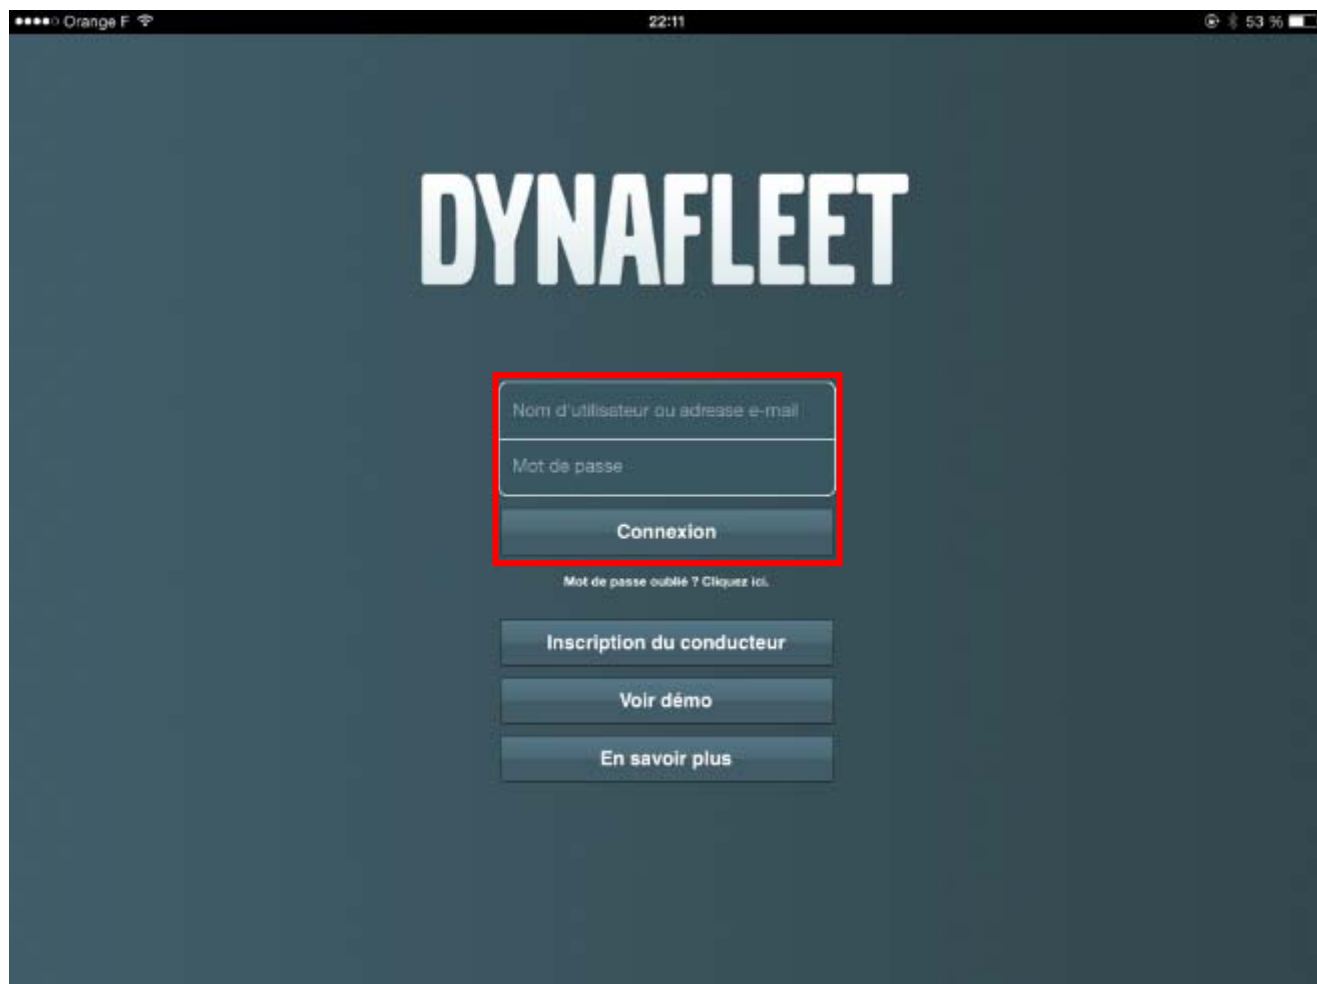 Orange F 22:11 53 %
DYNAFLEET
Nom d'utilisateur ou adresse e-mail
Mot de passe
Connexion
Mot de passe oublié ? Cliquez ici.
Inscription du conducteur
Voir démo
En savoir plus